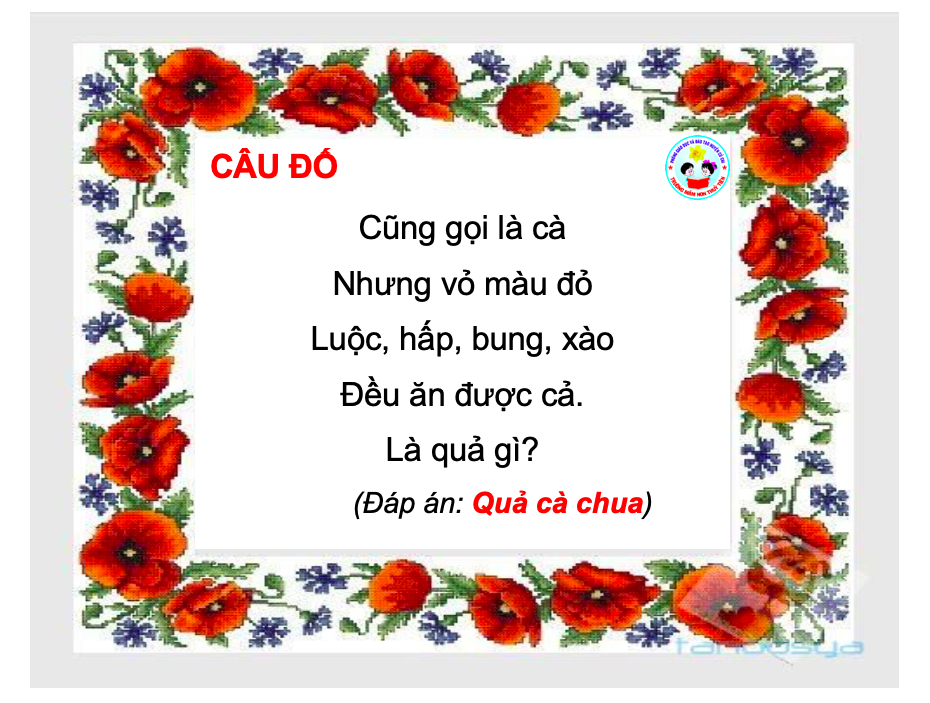 CÂU ĐỐ
Cũng gọi là cà
Nhưng vỏ màu đỏ
Luộc, hấp, bung, xào
Đều ăn được cả.
Là quả gì?
(Đáp án: Quả cà chua)